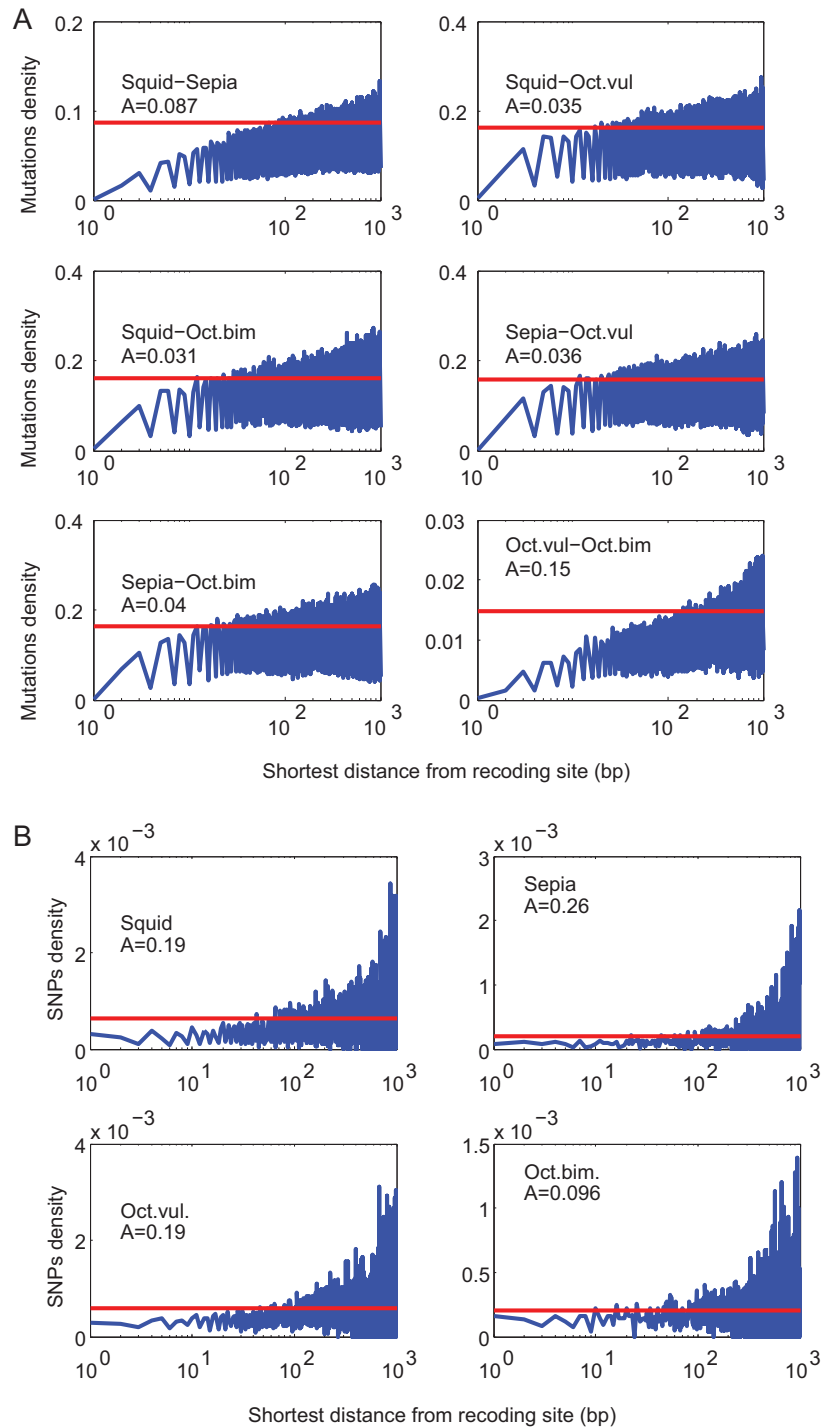 A
Mutations density
0.2
0.1
0
Squid−Sepia
A=0.087
10^0
10^2
10^3
0.4
0.2
0
Squid−Oct.vul
A=0.035
10^0
10^2
10^3
Mutations density
0.4
0.2
0
Squid−Oct.bim
A=0.031
10^0
10^2
10^3
0.4
0.2
0
Sepia−Oct.vul
A=0.036
10^0
10^2
10^3
Mutations density
0.4
0.2
0
Sepia−Oct.bim
A=0.04
10^0
10^2
10^3
0.03
0.02
0.01
0
Oct.vul−Oct.bim
A=0.15
10^0
10^2
10^3
Shortest distance from recoding site (bp)
B
SNPs density
x 10^−3
4
2
0
Squid
A=0.19
10^0
10^1
10^2
10^3
x 10^−3
3
2
1
0
Sepia
A=0.26
10^0
10^1
10^2
10^3
SNPs density
x 10^−3
4
2
0
Oct.vul.
A=0.19
10^0
10^1
10^2
10^3
x 10^−3
1.5
1
0.5
0
Oct.bim.
A=0.096
10^0
10^1
10^2
10^3
Shortest distance from recoding site (bp)